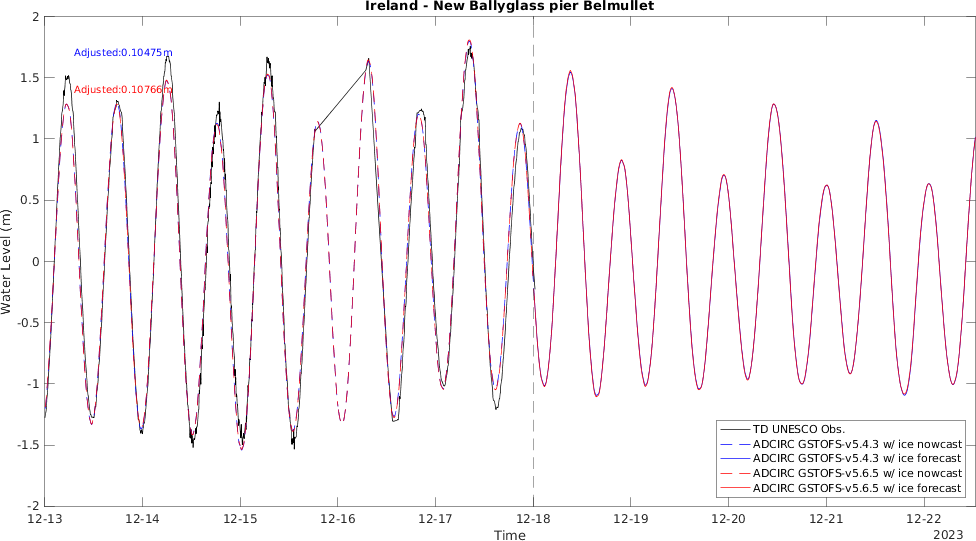 Ireland - New Ballyglass pier Belmullet
Adjusted:0.10475m
Adjusted:0.10766m
Water Level (m)
2
1.5
1
0.5
0
-0.5
-1
-1.5
-2
TD UNESCO Obs.
ADCIRC GSTOFS-v5.4.3 w/ ice nowcast
ADCIRC GSTOFS-v5.4.3 w/ ice forecast
ADCIRC GSTOFS-v5.6.5 w/ ice nowcast
ADCIRC GSTOFS-v5.6.5 w/ ice forecast
12-13 12-14 12-15 12-16 12-17 12-18 12-19 12-20 12-21 12-22
Time
2023